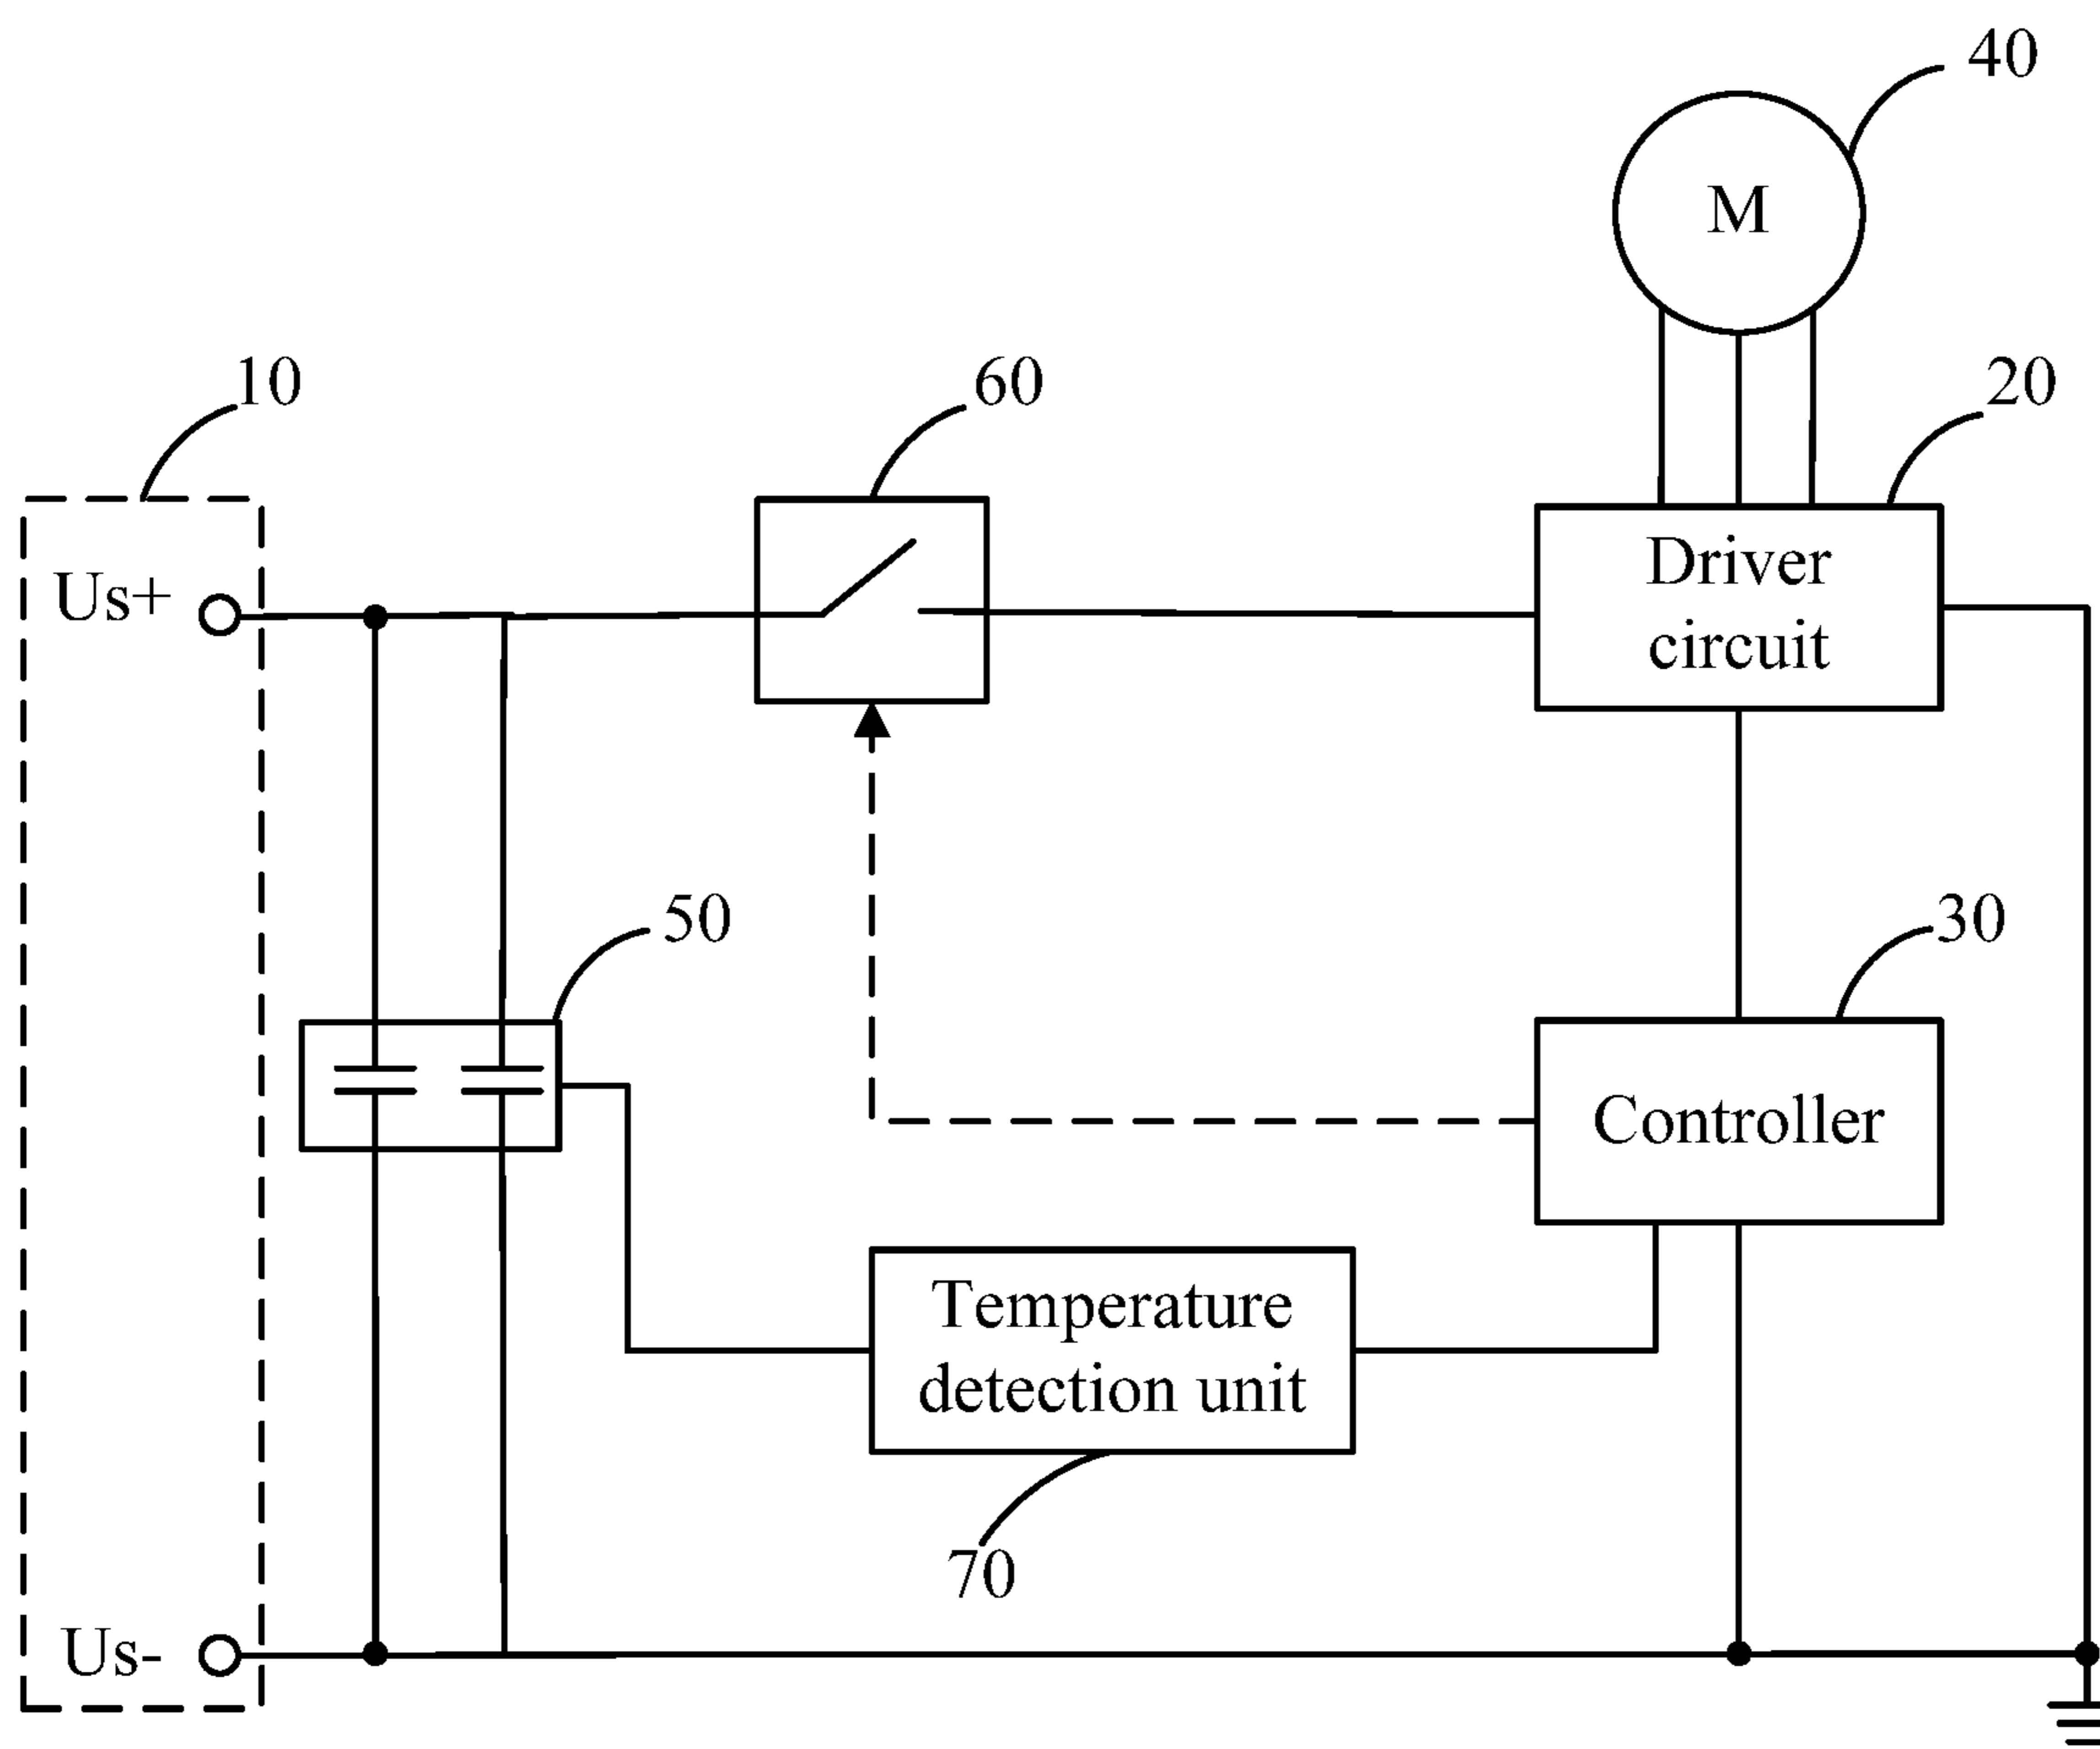 40
M
10
60
20
Us+
Driver
circuit
50
30
Controller
Temperature
detection unit
70
Us-